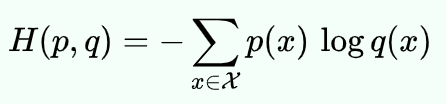 H(p, q) = − ∑ p(x) log q(x)
x∈𝒳